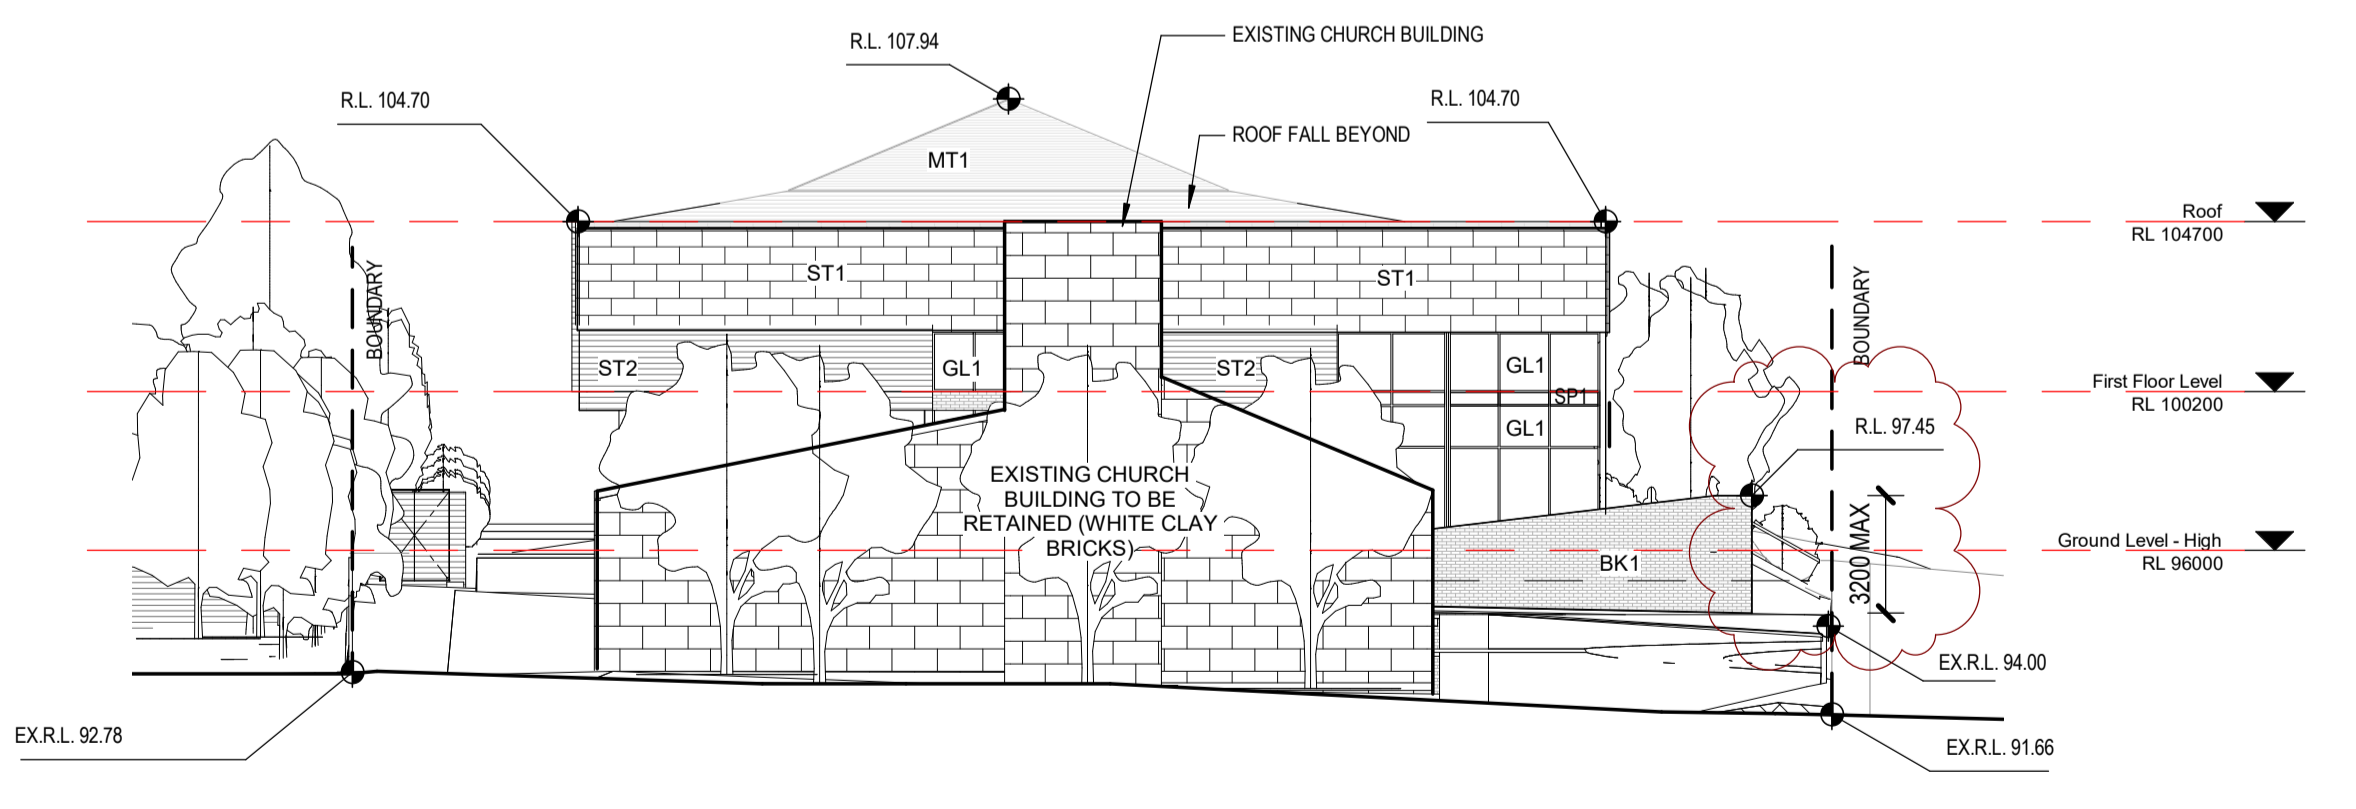 EXISTING CHURCH BUILDING
R.L. 107.94
R.L. 104.70
R.L. 104.70
ROOF FALL BEYOND
MT1
Roof
RL 104700
BOUNDARY
BOUNDARY
ST1
ST1
ST2
GL1
ST2
GL1
SP1
First Floor Level
RL 100200
GL1
R.L. 97.45
EXISTING CHURCH
BUILDING TO BE
RETAINED (WHITE CLAY
BRICKS)
3200 MAX
BK1
Ground Level - High
RL 96000
EX.R.L. 94.00
EX.R.L. 92.78
EX.R.L. 91.66